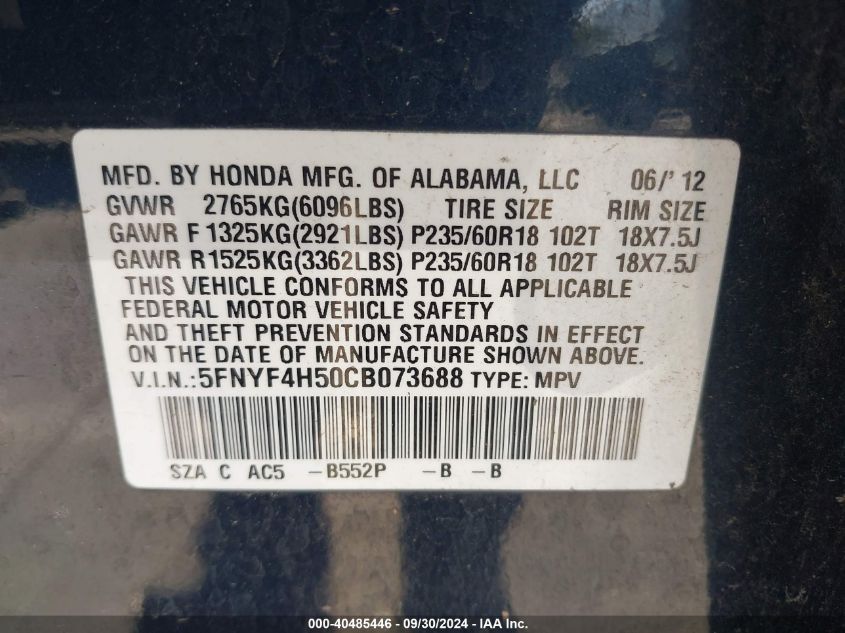 MFD. BY HONDA MFG. OF ALABAMA, LLC 06/'12
GVWR 2765KG(6096LBS) TIRE SIZE RIM SIZE
GAWR F 1325KG(2921LBS) P235/60R18 102T 18X7.5J
GAWR R1525KG(3362LBS) P235/60R18 102T 18X7.5J
THIS VEHICLE CONFORMS TO ALL APPLICABLE
FEDERAL MOTOR VEHICLE SAFETY
AND THEFT PREVENTION STANDARDS IN EFFECT
ON THE DATE OF MANUFACTURE SHOWN ABOVE.
V.I.N.:5FNYF4H50CB073688 TYPE: MPV
SZA C AC5 -B552P -B -B
000-40485446 - 09/30/2024 - IAA Inc.